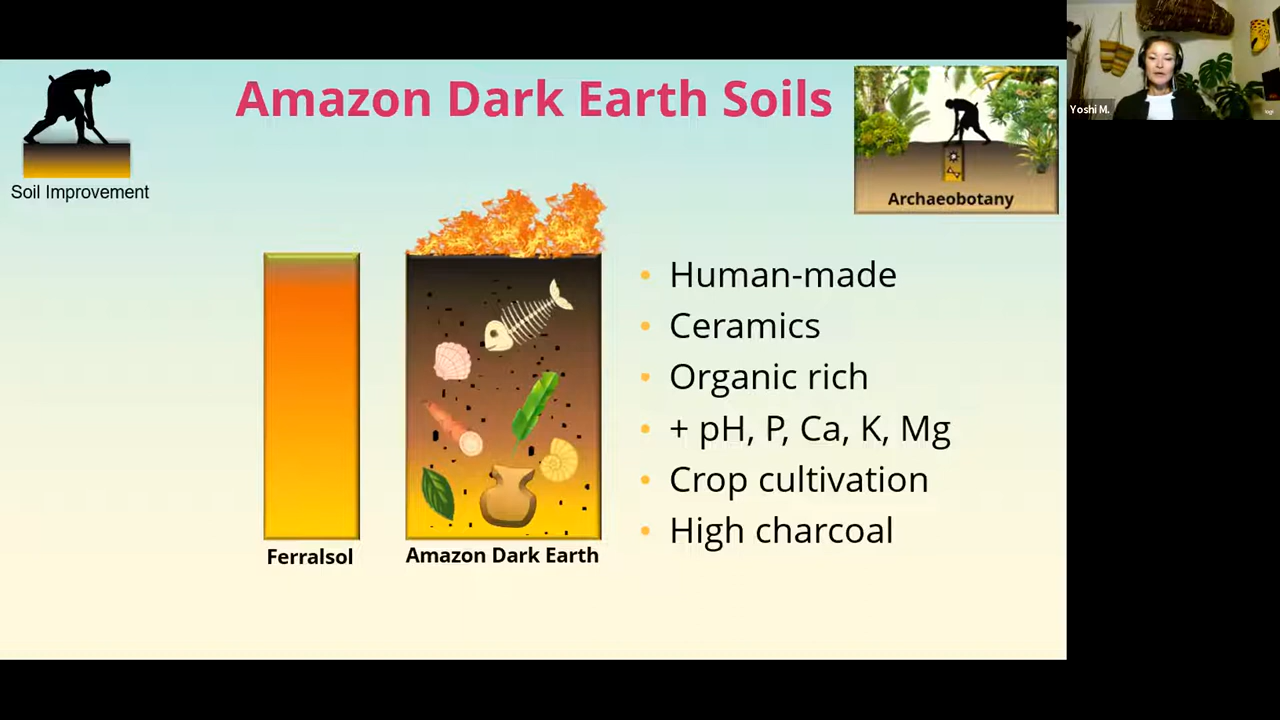 Amazon Dark Earth Soils
Soil Improvement
Archaeobotany
Yoshi M.
• Human-made
• Ceramics
• Organic rich
• + pH, P, Ca, K, Mg
• Crop cultivation
• High charcoal
Ferralsol
Amazon Dark Earth